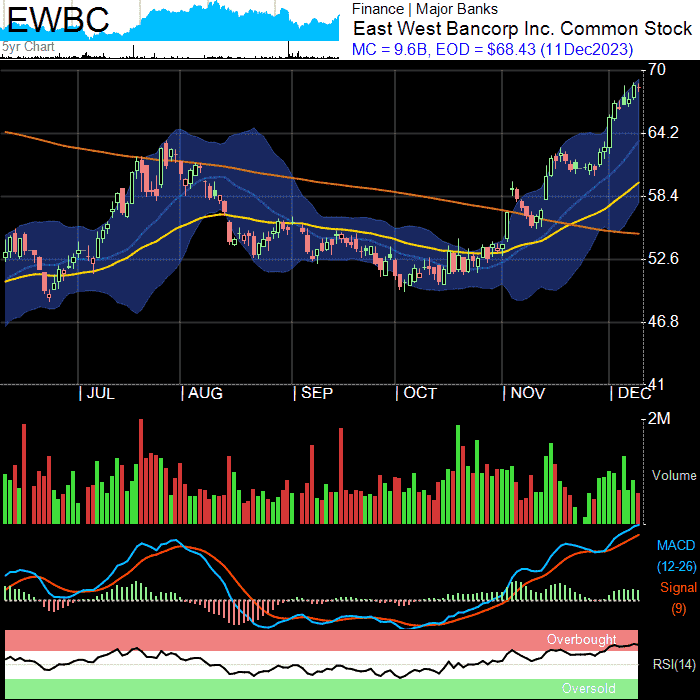 EWBC
5yr Chart
Finance | Major Banks
East West Bancorp Inc. Common Stock
MC = 9.6B, EOD = $68.43 (11Dec2023)
70
64.2
58.4
52.6
46.8
41
| JUL | AUG | SEP | OCT | NOV | DEC
2M
Volume
MACD
(12-26)
Signal
(9)
Overbought
RSI(14)
Oversold